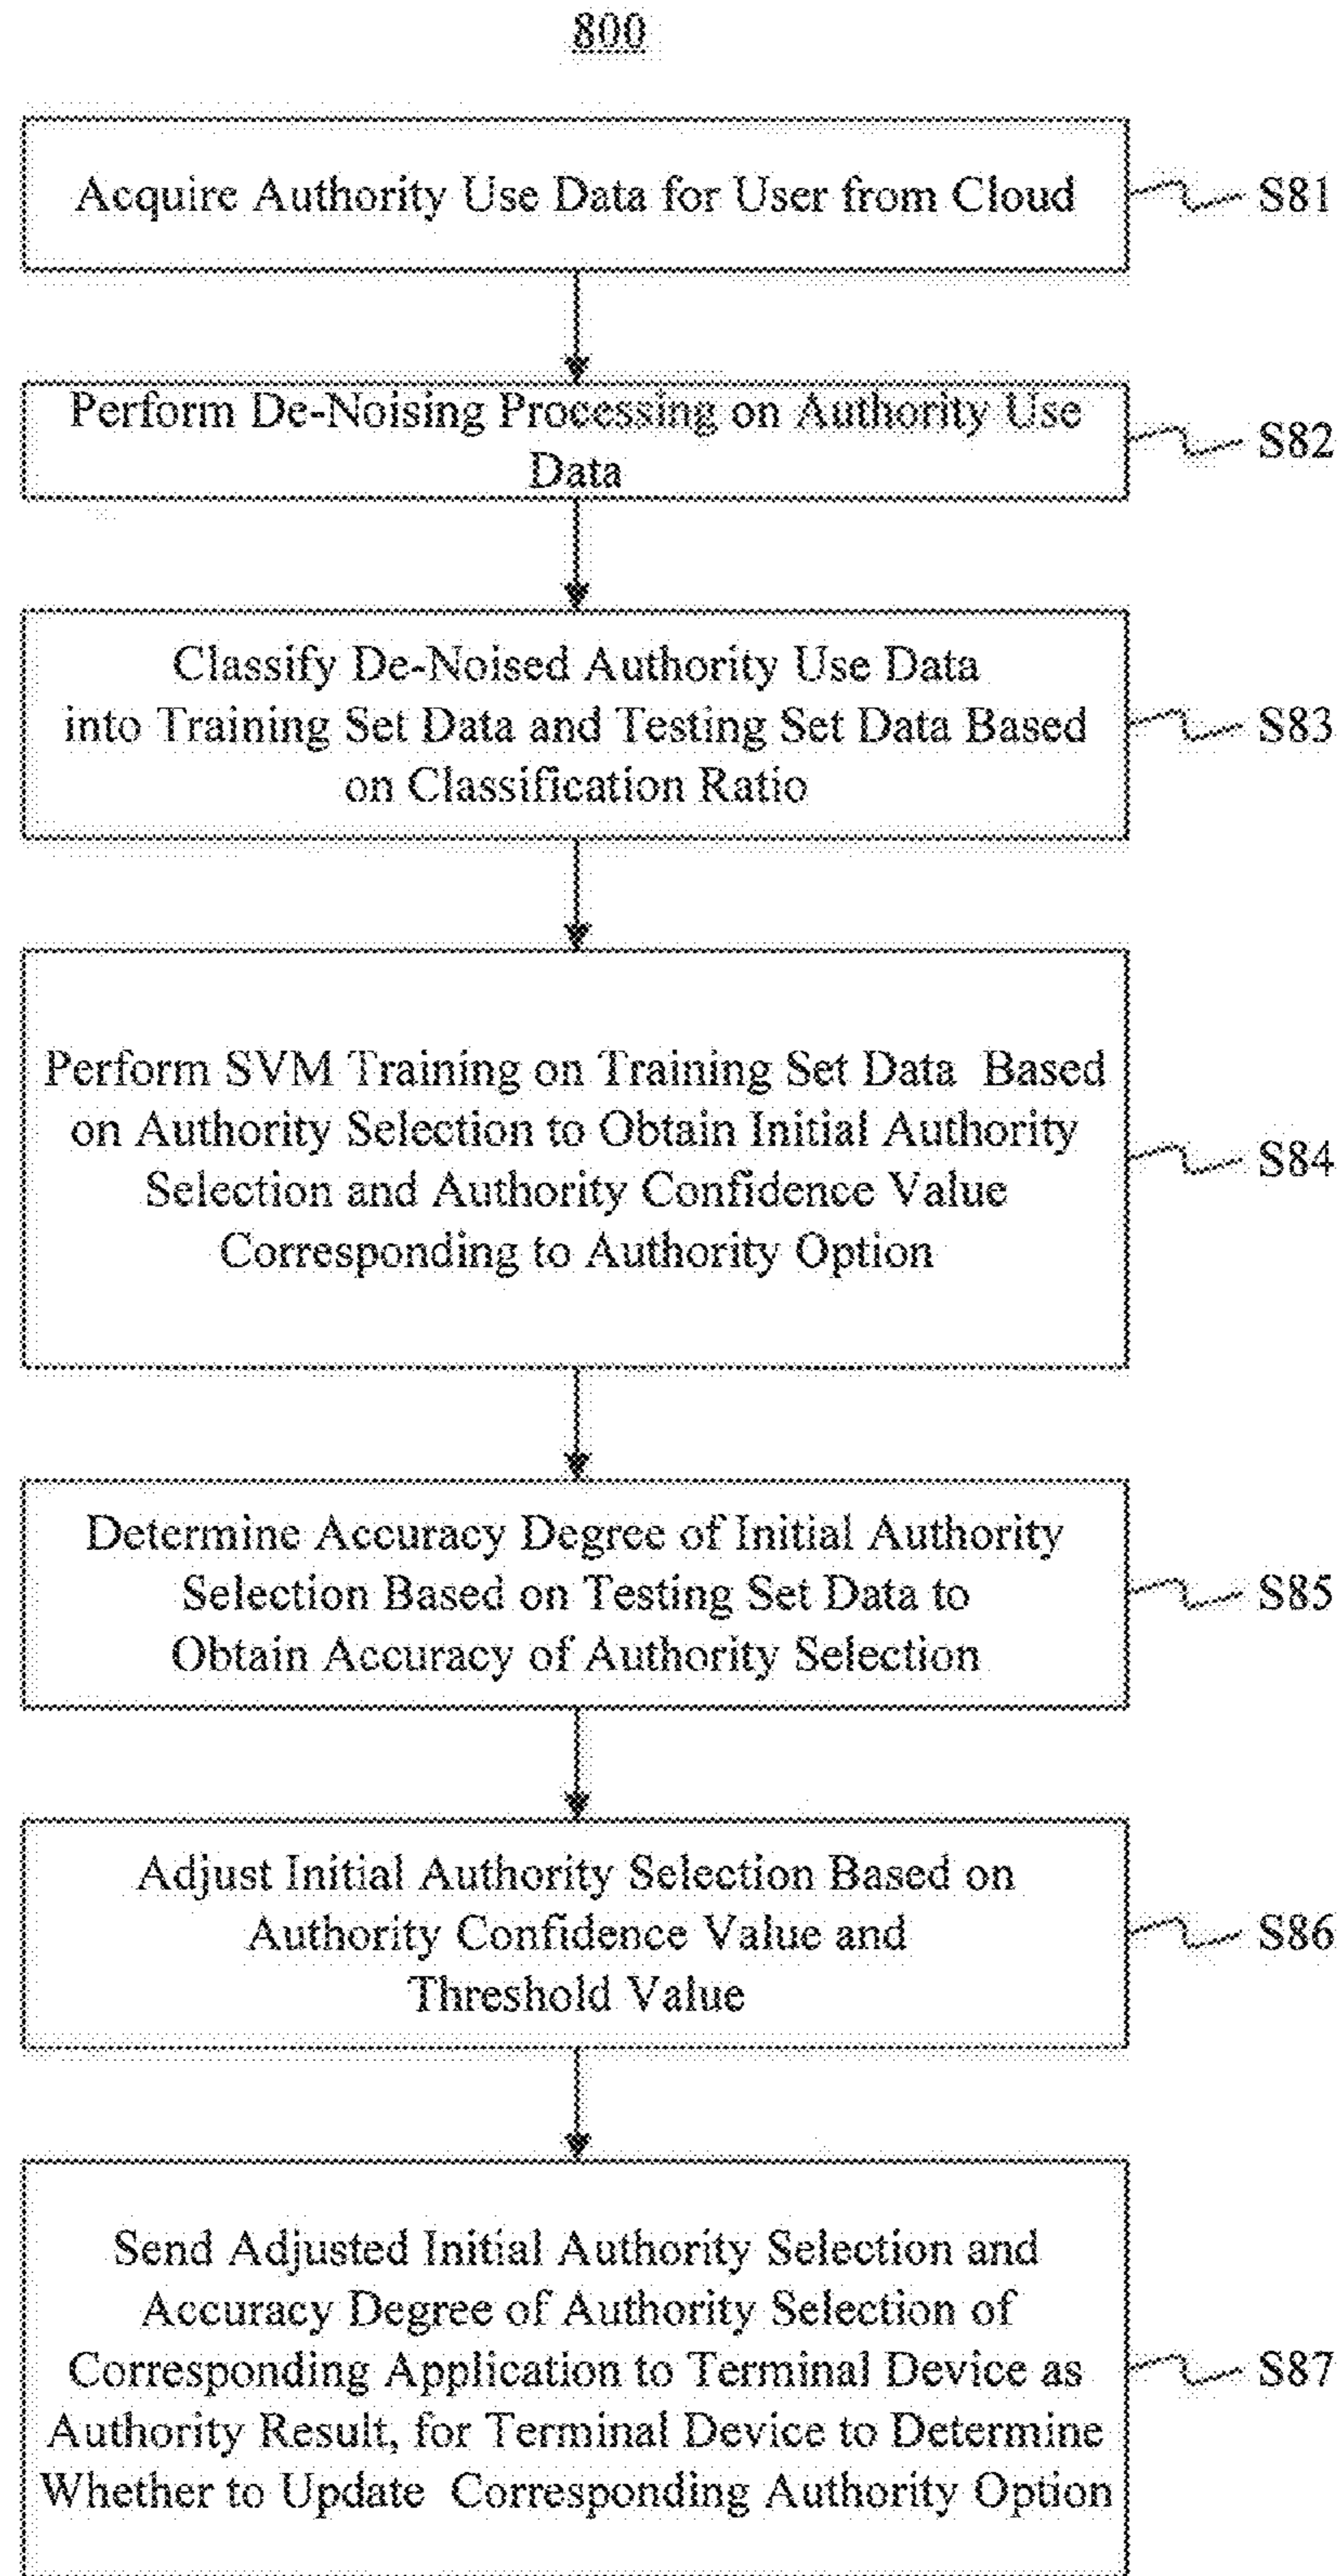 800
Acquire Authority Use Data for User from Cloud
S81
Perform De-Noising Processing on Authority Use
Data
S82
Classify De-Noised Authority Use Data
into Training Set Data and Testing Set Data Based
on Classification Ratio
S83
Perform SVM Training on Training Set Data Based
on Authority Selection to Obtain Initial Authority
Selection and Authority Confidence Value
Corresponding to Authority Option
S84
Determine Accuracy Degree of Initial Authority
Selection Based on Testing Set Data to
Obtain Accuracy of Authority Selection
S85
Adjust Initial Authority Selection Based on
Authority Confidence Value and
Threshold Value
S86
Send Adjusted Initial Authority Selection and
Accuracy Degree of Authority Selection of
Corresponding Application to Terminal Device as
Authority Result, for Terminal Device to Determine
Whether to Update Corresponding Authority Option
S87